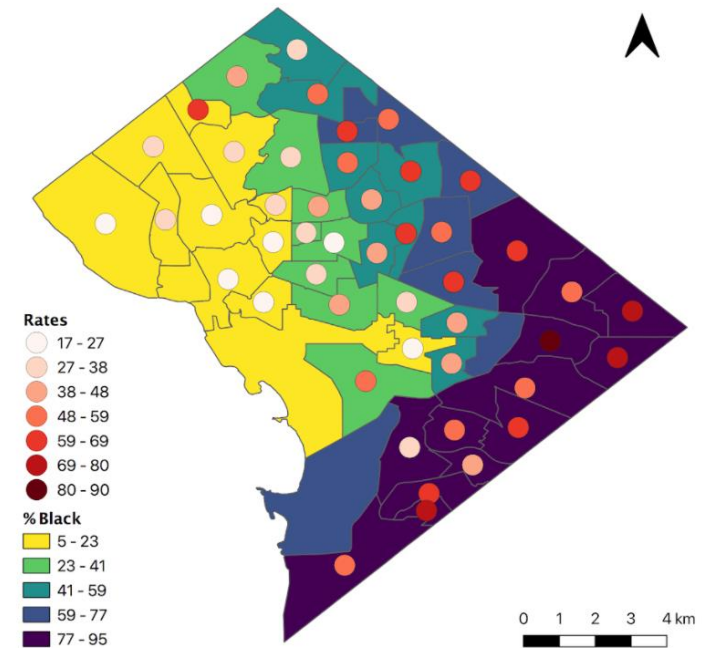 Rates
17 - 27
27 - 38
38 - 48
48 - 59
59 - 69
69 - 80
80 - 90
% Black
5 - 23
23 - 41
41 - 59
59 - 77
77 - 95
0 1 2 3 4 km